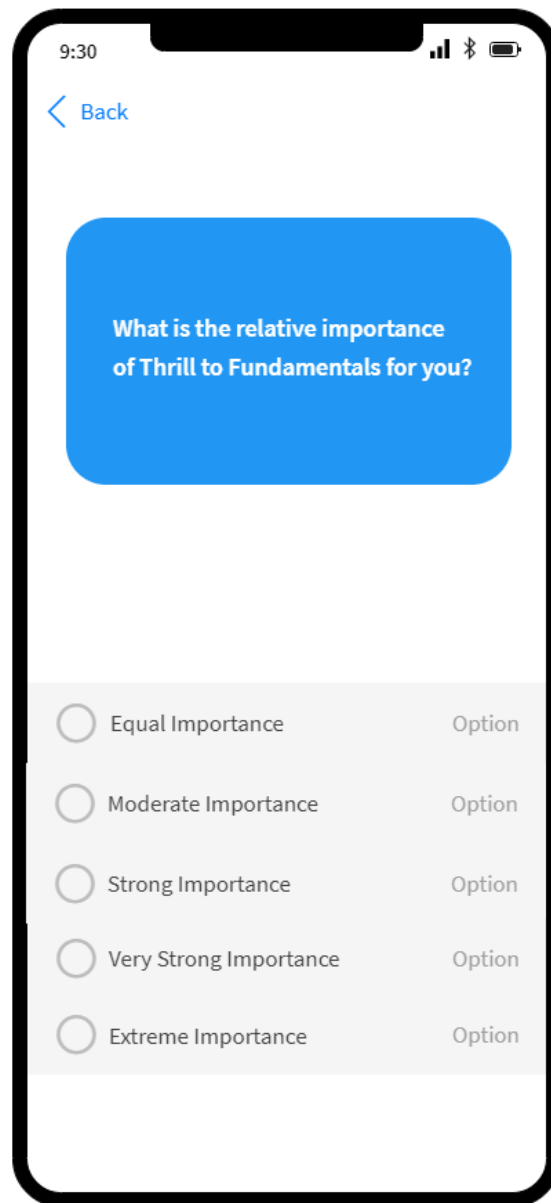 9:30
Back
What is the relative importance
of Thrill to Fundamentals for you?
Equal Importance Option
Moderate Importance Option
Strong Importance Option
Very Strong Importance Option
Extreme Importance Option